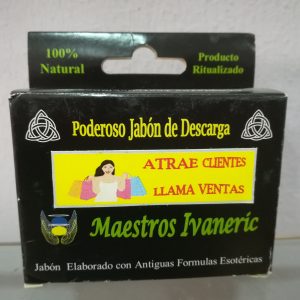 100%
Natural
Producto
Ritualizado
Poderoso Jabón de Descarga
ATRAE CLIENTES
LLAMA VENTAS
Maestros Ivaneric
Jabón Elaborado con Antiguas Formulas Esotéricas